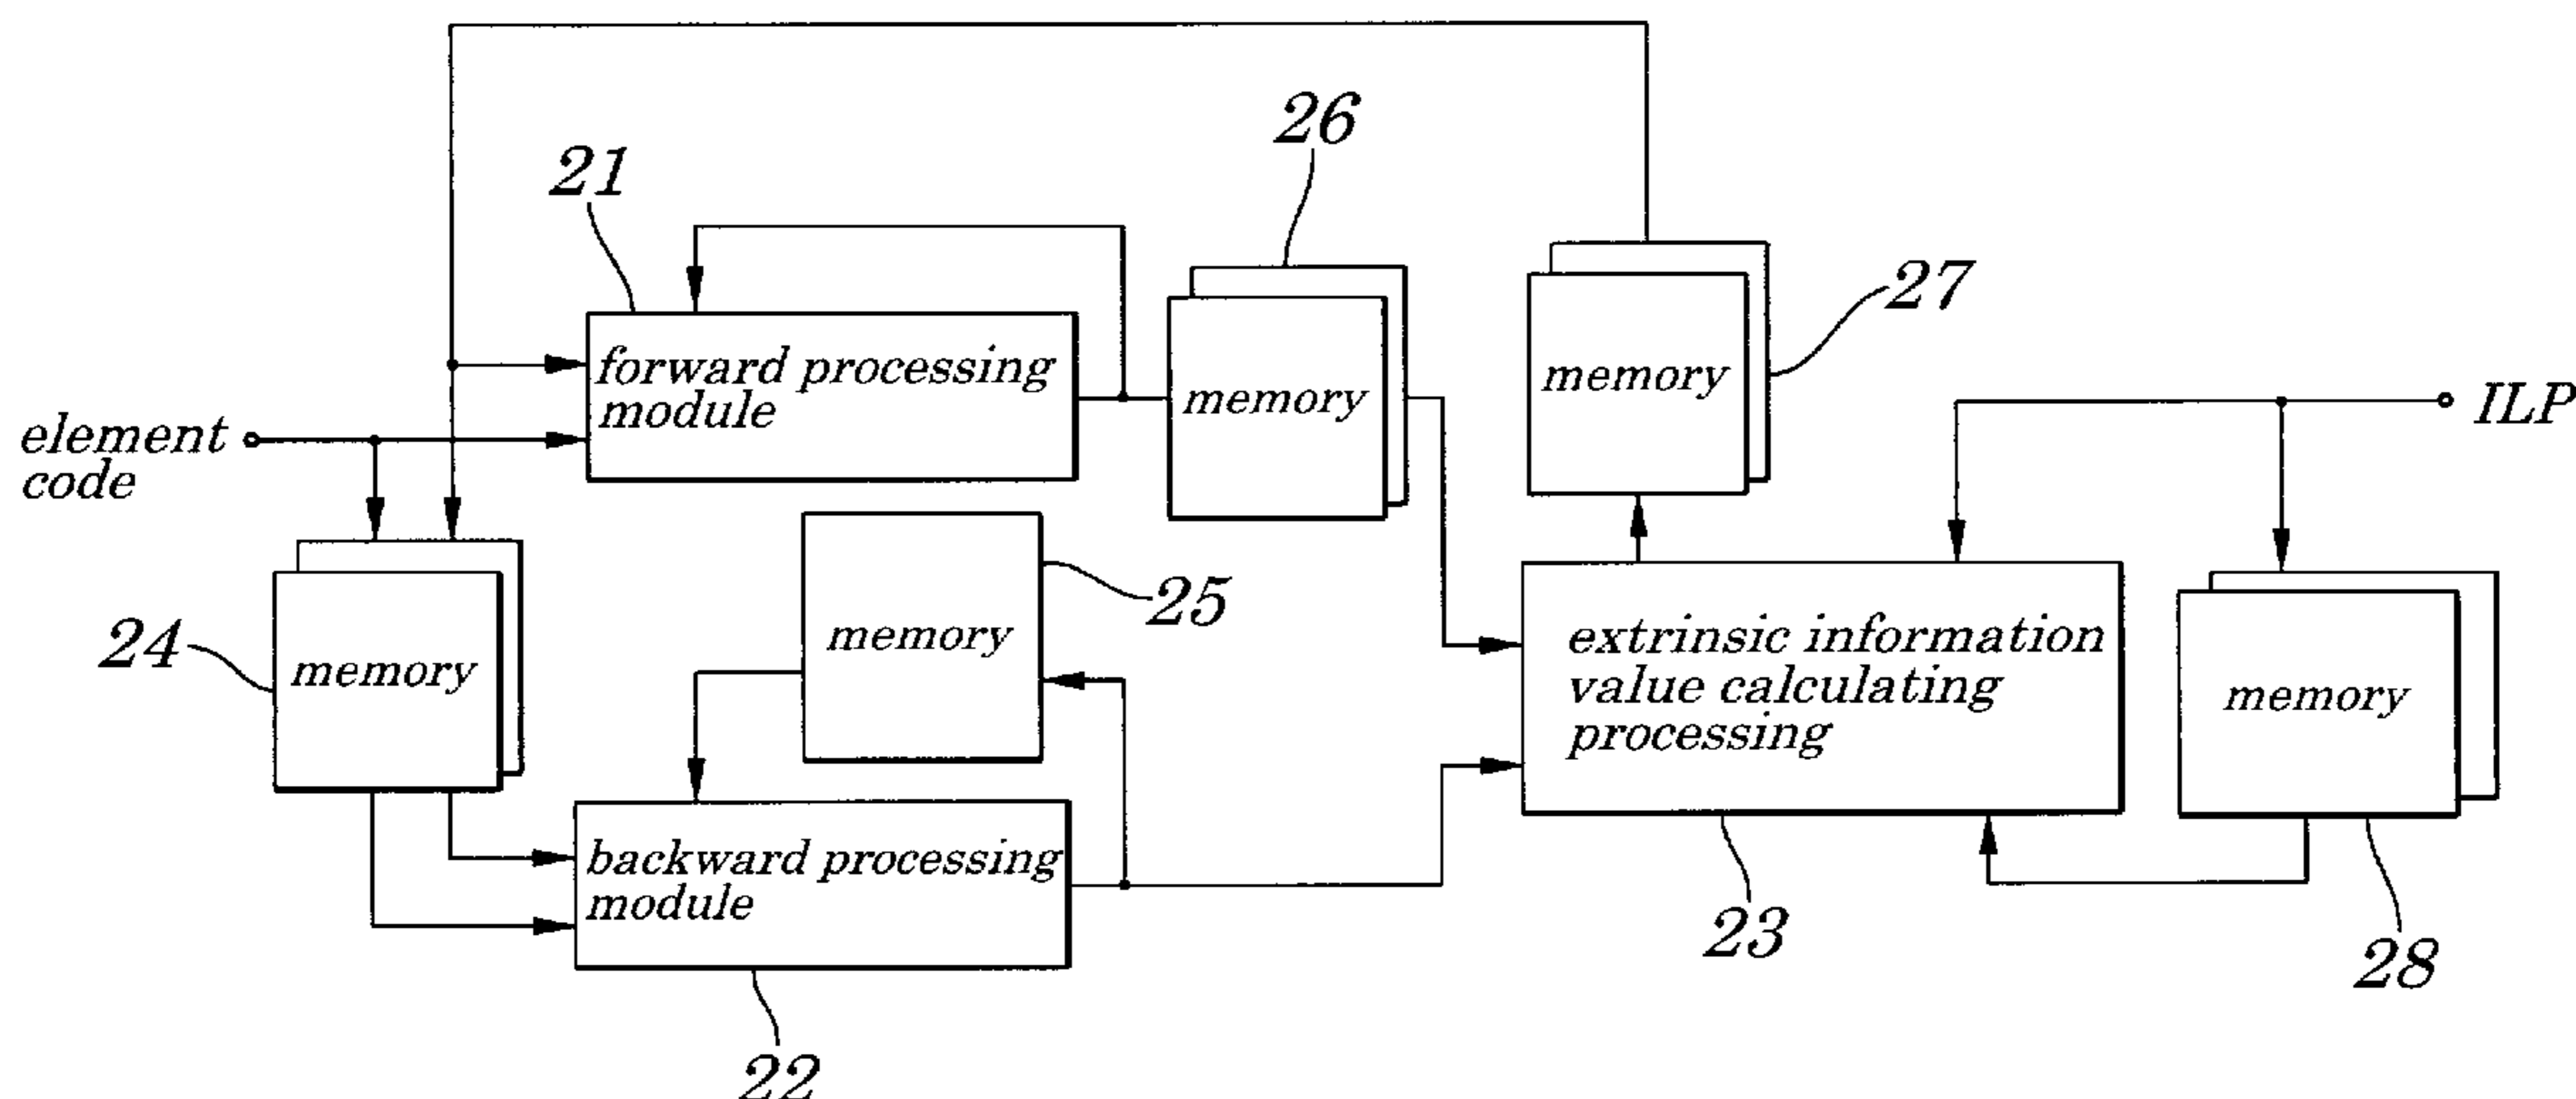 26
21
27
forward processing
module
memory
memory
ILP
element
code
25
24
memory
memory
extrinsic information
value calculating
processing
memory
backward processing
module
23
28
22